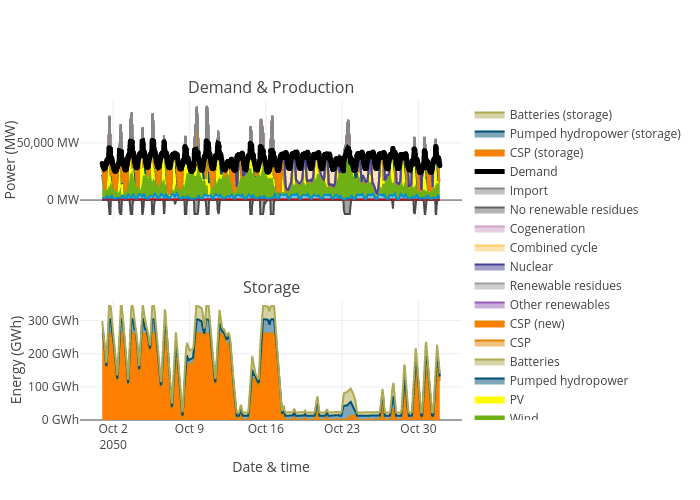 Demand & Production
Power (MW)
50,000 MW
0 MW
Storage
Energy (GWh)
300 GWh
200 GWh
100 GWh
0 GWh
Oct 2
2050
Oct 9
Oct 16
Oct 23
Oct 30
Date & time
Batteries (storage)
Pumped hydropower (storage)
CSP (storage)
Demand
Import
No renewable residues
Cogeneration
Combined cycle
Nuclear
Renewable residues
Other renewables
CSP (new)
CSP
Batteries
Pumped hydropower
PV
Wind